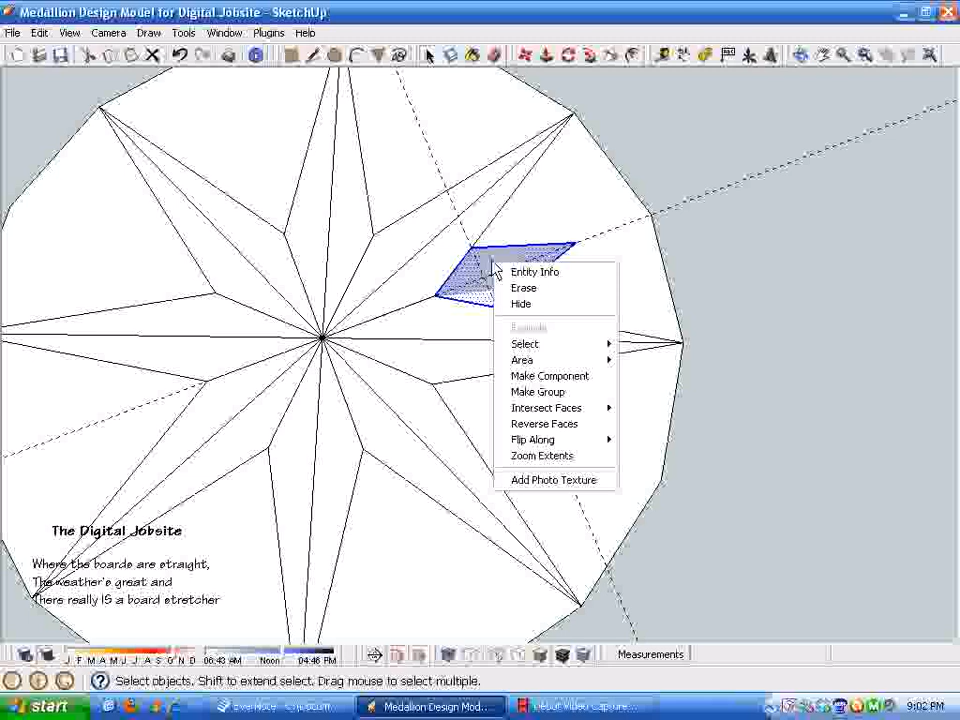 Medallion Design Model for Digital Jobsite - SketchUp
File Edit View Camera Draw Tools Window Plugins Help
Entity Info
Erase
Hide
Explode
Select
Area
Make Component
Make Group
Intersect Faces
Reverse Faces
Flip Along
Zoom Extents
Add Photo Texture
The Digital Jobsite
Where the boards are straight,
The weather's great and
There really IS a board stretcher
J F M A M J J A S O N D 06:43 AM Noon 04:46 PM Measurements
Select objects. Shift to extend select. Drag mouse to select multiple.
start Medallion Design Mod... Debut Video Capture... 9:02 PM